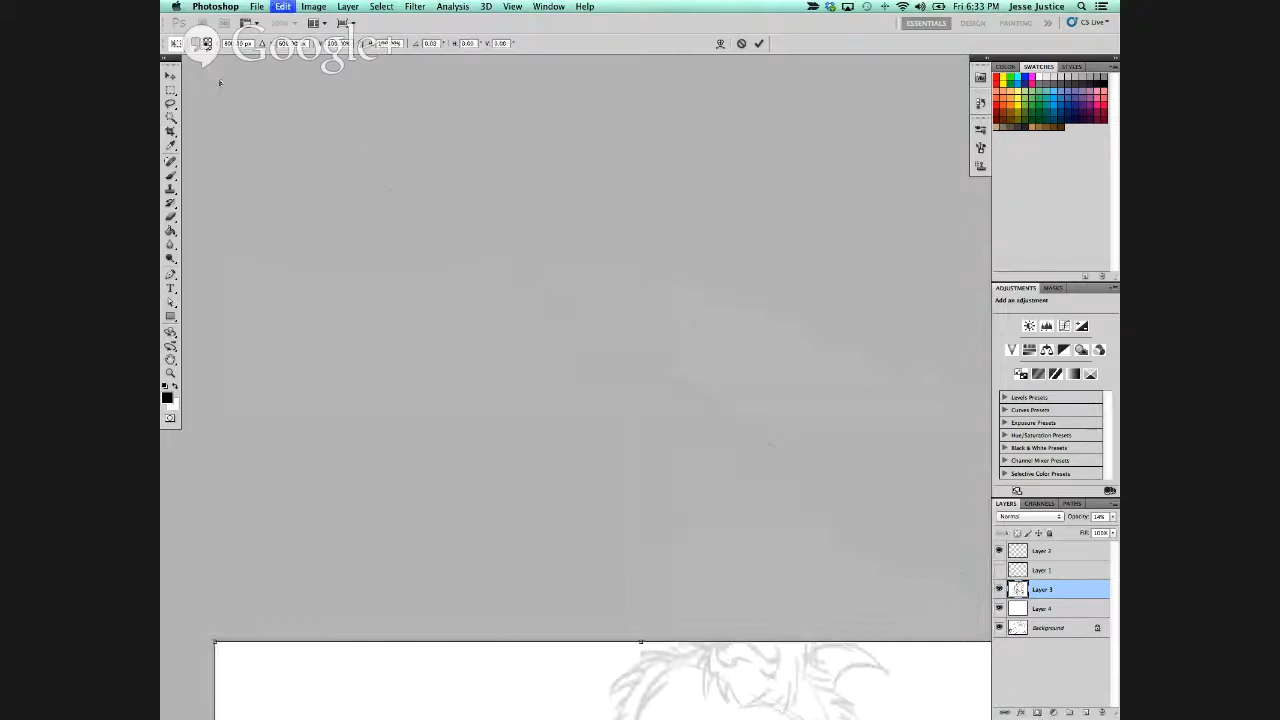 Photoshop File Edit Image Layer Select Filter Analysis 3D View Window Help Fri 6:33 PM Jesse Justice
Ps ESSENTIALS DESIGN PAINTING CS Live
Google+
COLOR SWATCHES STYLES
ADJUSTMENTS MASKS
Add an adjustment
Levels Presets
Curves Presets
Exposure Presets
Hue/Saturation Presets
Black & White Presets
Channel Mixer Presets
Selective Color Presets
LAYERS CHANNELS PATHS
Normal Opacity: 14%
Fill: 100%
Layer 2
Layer 1
Layer 3
Layer 4
Background